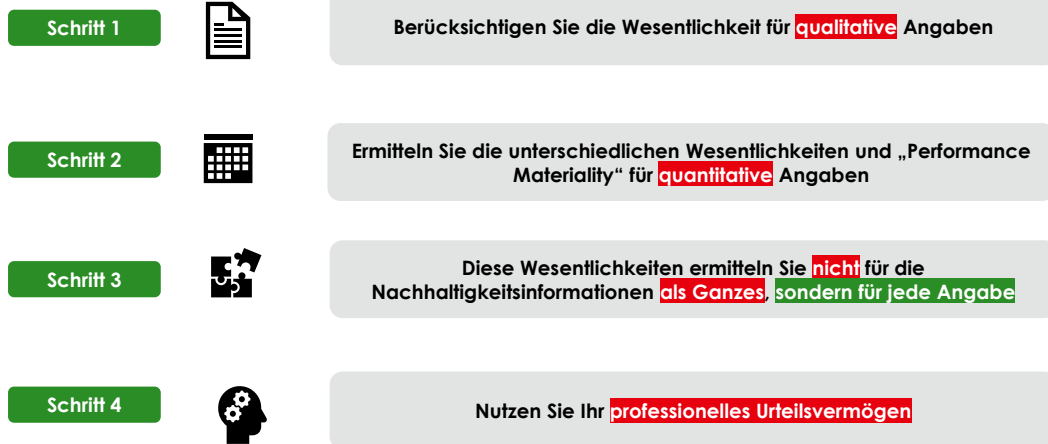 Schritt 1
Berücksichtigen Sie die Wesentlichkeit für qualitative Angaben
Schritt 2
Ermitteln Sie die unterschiedlichen Wesentlichkeiten und „Performance
Materiality“ für quantitative Angaben
Schritt 3
Diese Wesentlichkeiten ermitteln Sie nicht für die
Nachhaltigkeitsinformationen als Ganzes, sondern für jede Angabe
Schritt 4
Nutzen Sie Ihr professionelles Urteilsvermögen